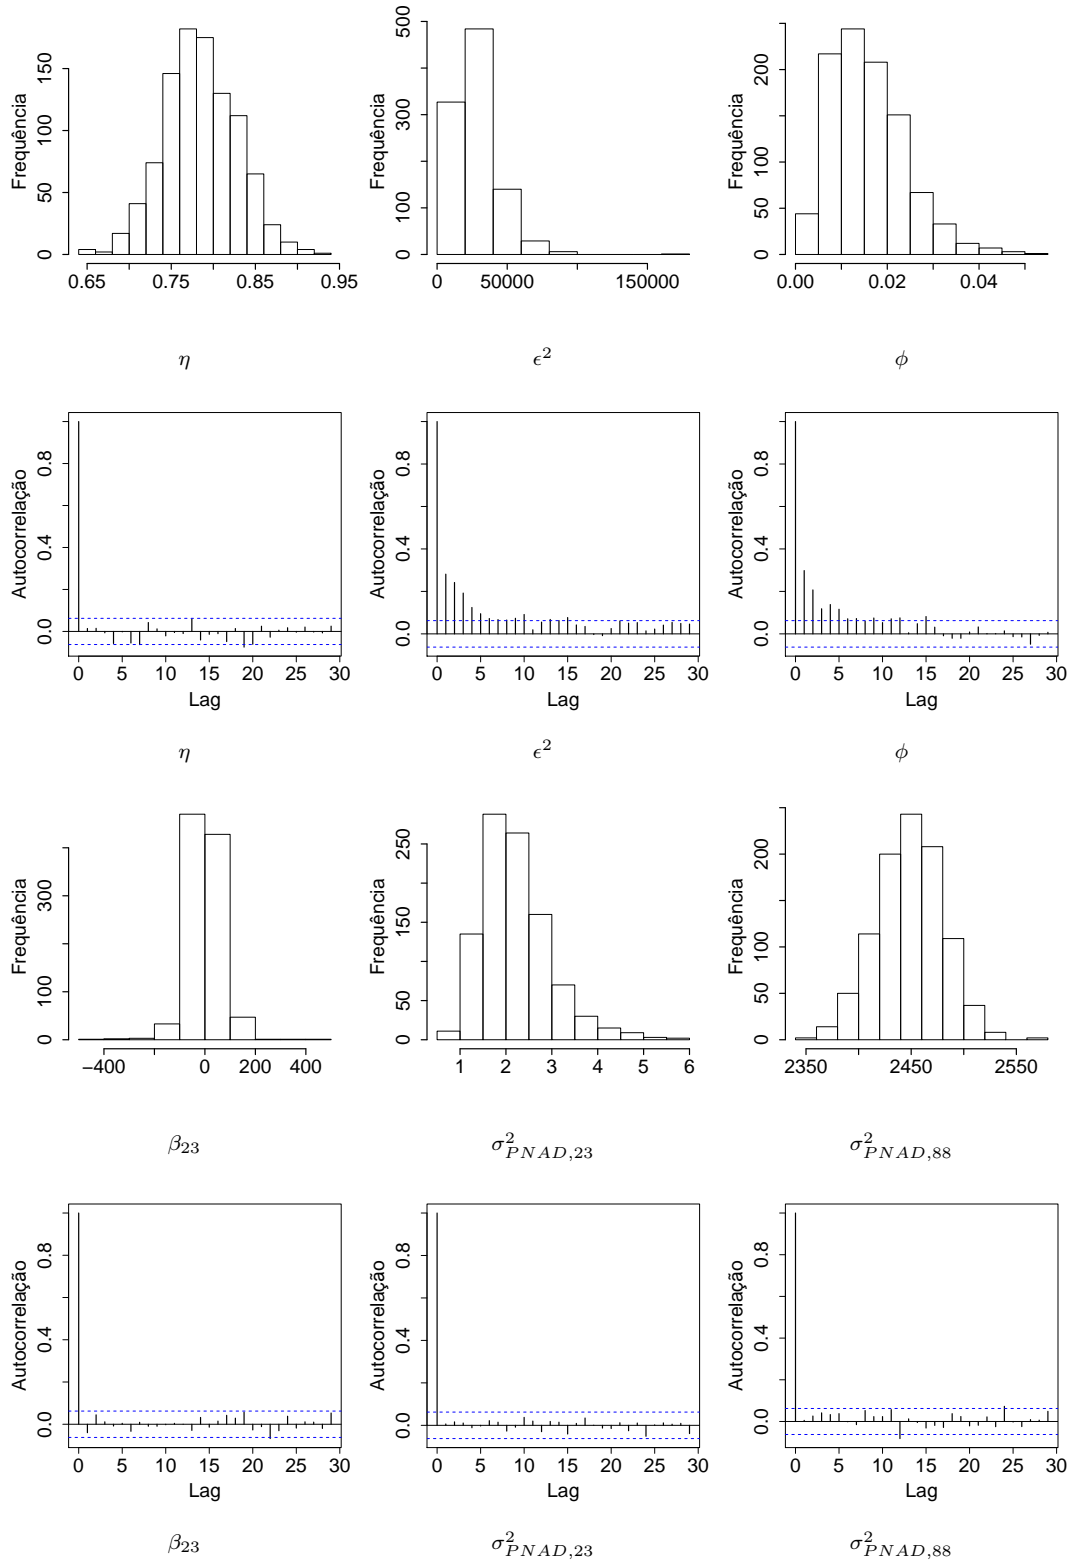 Frequência
0 50 100 150
0.65 0.75 0.85 0.95
η
Frequência
0 100 300 500
0 50000 150000
ϵ²
Frequência
0 50 100 200
0.00 0.02 0.04
ϕ
Autocorrelação
0.0 0.4 0.8
0 5 10 15 20 25 30
Lag
η
Autocorrelação
0.0 0.4 0.8
0 5 10 15 20 25 30
Lag
ϵ²
Autocorrelação
0.0 0.4 0.8
0 5 10 15 20 25 30
Lag
ϕ
Frequência
0 100 300
−400 0 200 400
β₂₃
Frequência
0 50 150 250
1 2 3 4 5 6
σ²_{PNAD,23}
Frequência
0 50 100 200
2350 2450 2550
σ²_{PNAD,88}
Autocorrelação
0.0 0.4 0.8
0 5 10 15 20 25 30
Lag
β₂₃
Autocorrelação
0.0 0.4 0.8
0 5 10 15 20 25 30
Lag
σ²_{PNAD,23}
Autocorrelação
0.0 0.4 0.8
0 5 10 15 20 25 30
Lag
σ²_{PNAD,88}